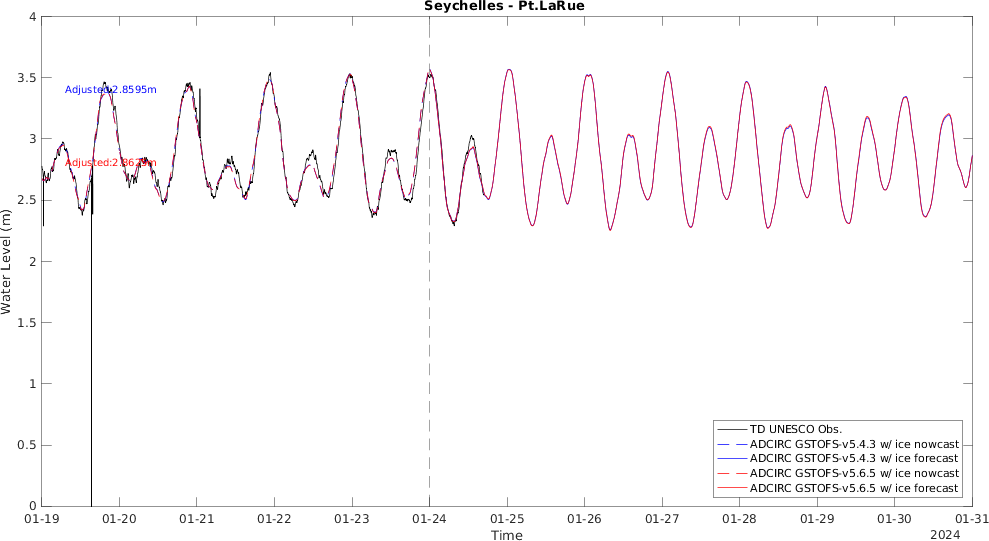 Seychelles - Pt.LaRue
4
3.5
3
2.5
2
1.5
1
0.5
0
Water Level (m)
Adjusted:2.8595m
TD UNESCO Obs.
ADCIRC GSTOFS-v5.4.3 w/ ice nowcast
ADCIRC GSTOFS-v5.4.3 w/ ice forecast
ADCIRC GSTOFS-v5.6.5 w/ ice nowcast
ADCIRC GSTOFS-v5.6.5 w/ ice forecast
01-19 01-20 01-21 01-22 01-23 01-24 01-25 01-26 01-27 01-28 01-29 01-30 01-31
Time
2024